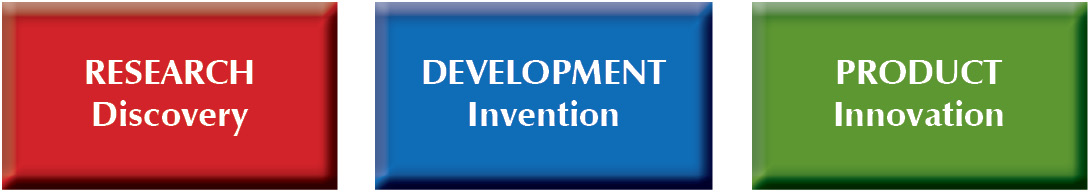 RESEARCH
Discovery
DEVELOPMENT
Invention
PRODUCT
Innovation